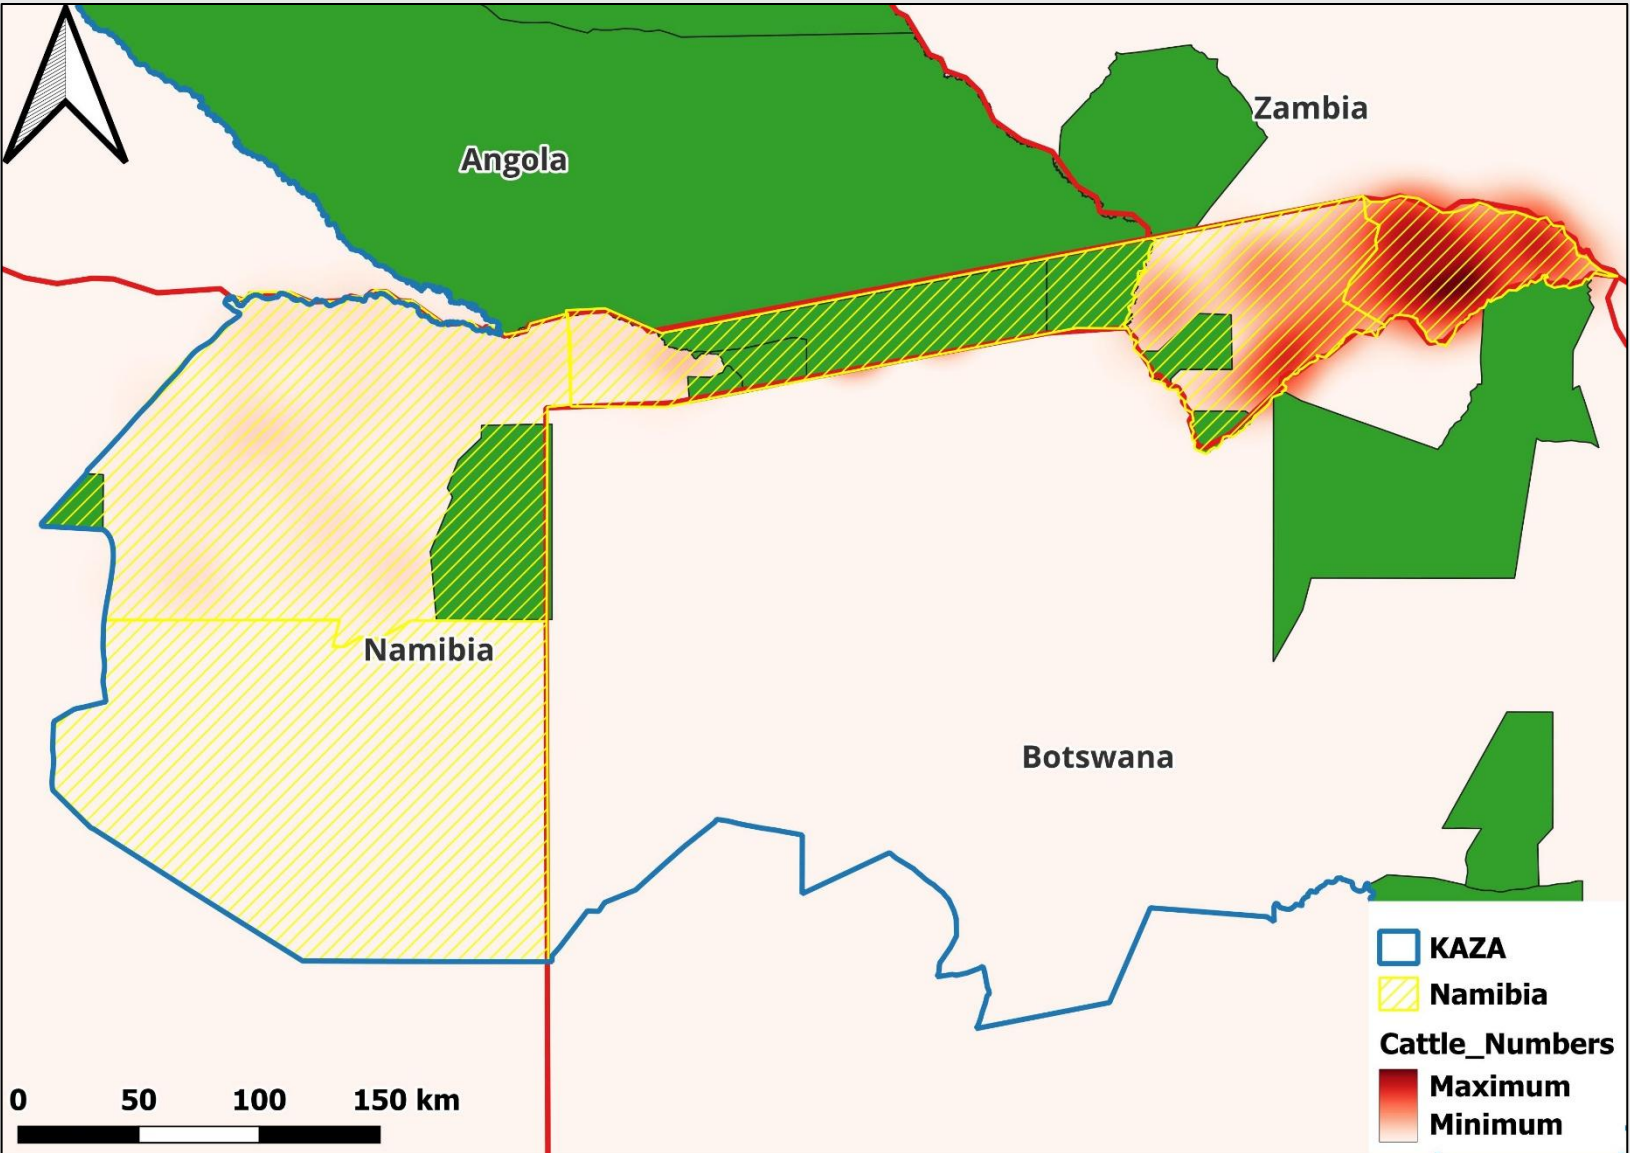 Zambia
Angola
Namibia
Botswana
KAZA
Namibia
Cattle_Numbers
Maximum
Minimum
0 50 100 150 km